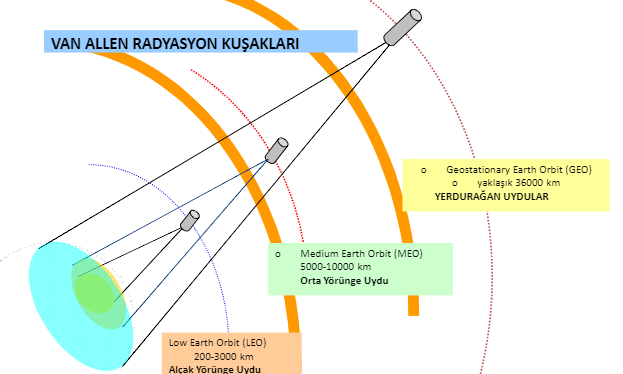 VAN ALLEN RADYASYON KUŞAKLARI
o Geostationary Earth Orbit (GEO)
o yaklaşık 36000 km
YERDURAĞAN UYDULAR
o Medium Earth Orbit (MEO)
5000-10000 km
Orta Yörünge Uydu
Low Earth Orbit (LEO)
200-3000 km
Alçak Yörünge Uydu